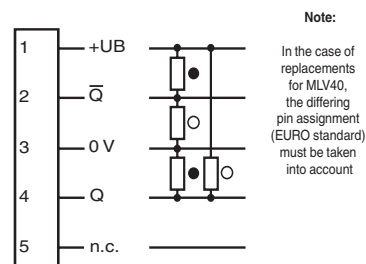 Note:
1 +UB
In the case of
replacements
for MLV40,
the differing
pin assignment
(EURO standard)
must be taken
into account
2 Q̅
3 0 V
4 Q
5 n.c.